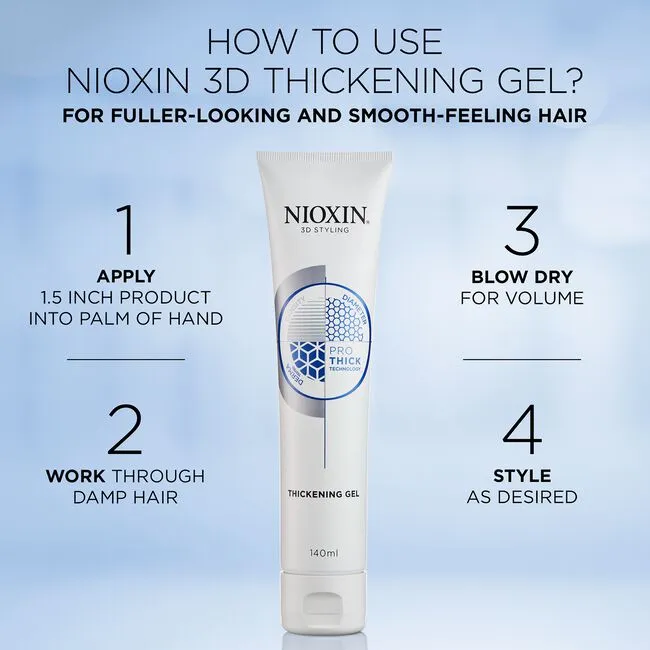 HOW TO USE
NIOXIN 3D THICKENING GEL?
FOR FULLER-LOOKING AND SMOOTH-FEELING HAIR
1
APPLY
1.5 INCH PRODUCT
INTO PALM OF HAND
2
WORK THROUGH
DAMP HAIR
NIOXIN®
3D STYLING
DIAMETER
DERMA
PRO
THICK
TECHNOLOGY
THICKENING GEL
140ml
3
BLOW DRY
FOR VOLUME
4
STYLE
AS DESIRED